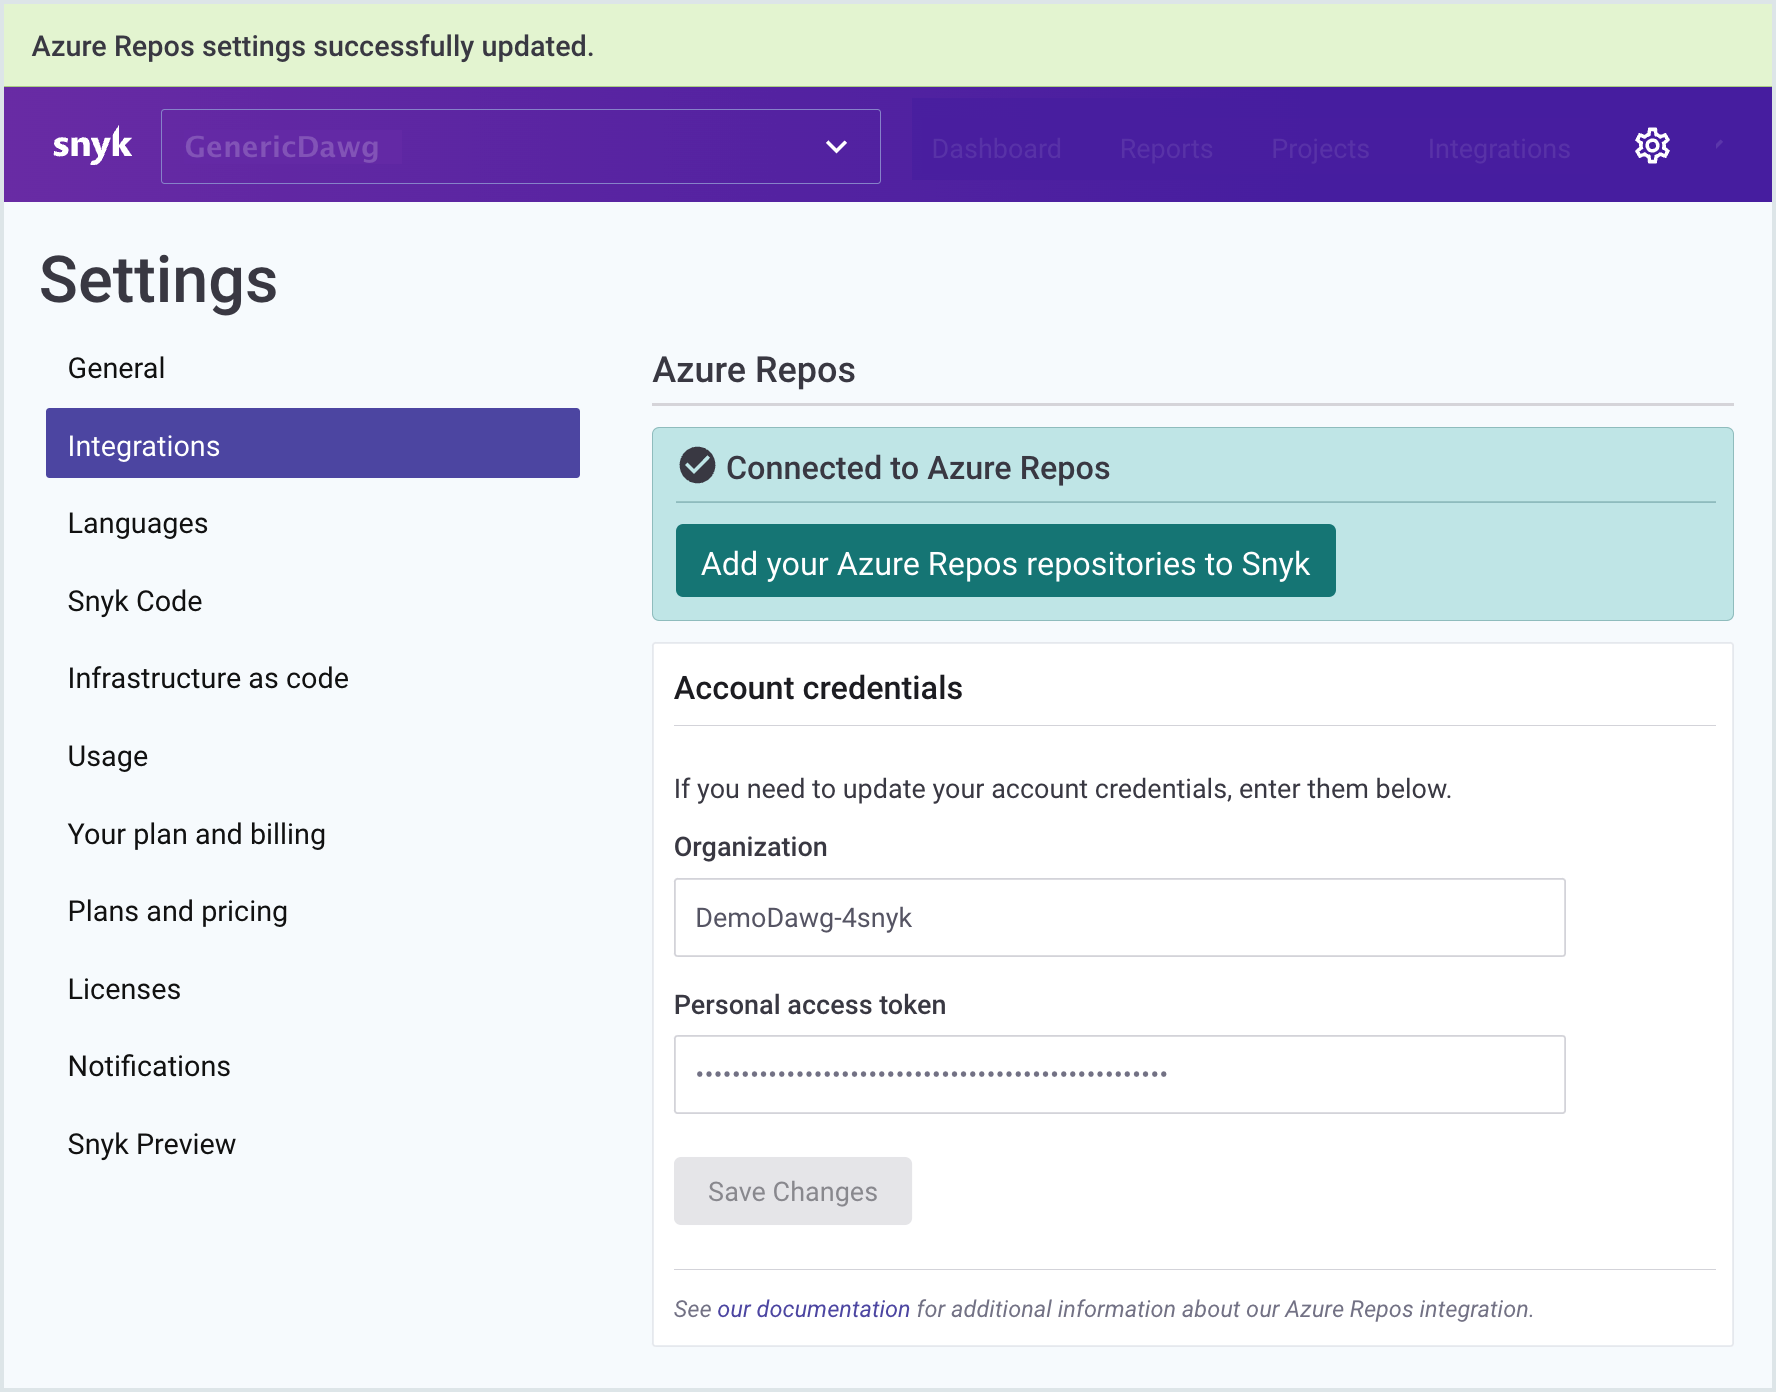 Azure Repos settings successfully updated.
snyk
GenericDawg
Dashboard
Reports
Projects
Integrations
Settings
General
Integrations
Languages
Snyk Code
Infrastructure as code
Usage
Your plan and billing
Plans and pricing
Licenses
Notifications
Snyk Preview
Azure Repos
Connected to Azure Repos
Add your Azure Repos repositories to Snyk
Account credentials
If you need to update your account credentials, enter them below.
Organization
DemoDawg-4snyk
Personal access token
••••••••••••••••••••••••••••••••••••••••••••••••••••
Save Changes
See our documentation for additional information about our Azure Repos integration.